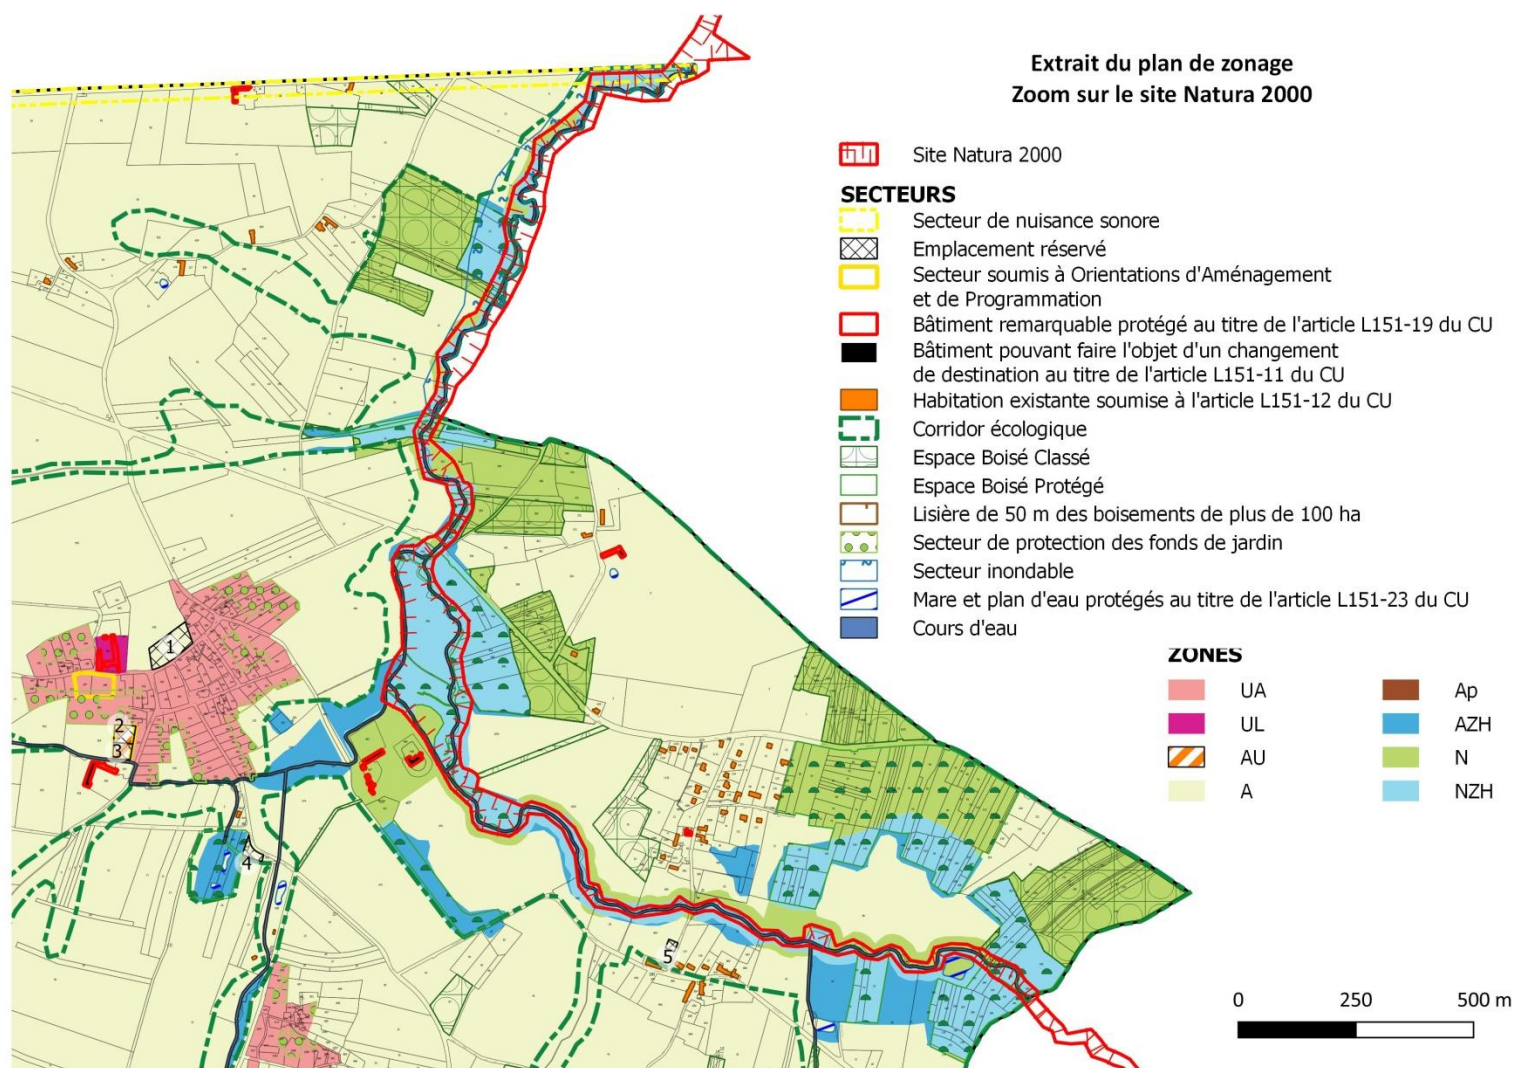 Extrait du plan de zonage
Zoom sur le site Natura 2000
Site Natura 2000
SECTEURS
Secteur de nuisance sonore
Emplacement réservé
Secteur soumis à Orientations d'Aménagement
et de Programmation
Bâtiment remarquable protégé au titre de l'article L151-19 du CU
Bâtiment pouvant faire l'objet d'un changement
de destination au titre de l'article L151-11 du CU
Habitation existante soumise à l'article L151-12 du CU
Corridor écologique
Espace Boisé Classé
Espace Boisé Protégé
Lisière de 50 m des boisements de plus de 100 ha
Secteur de protection des fonds de jardin
Secteur inondable
Mare et plan d'eau protégés au titre de l'article L151-23 du CU
Cours d'eau
ZONES
UA
Ap
UL
AZH
AU
N
A
NZH
0 250 500 m
1
2
3
4
5